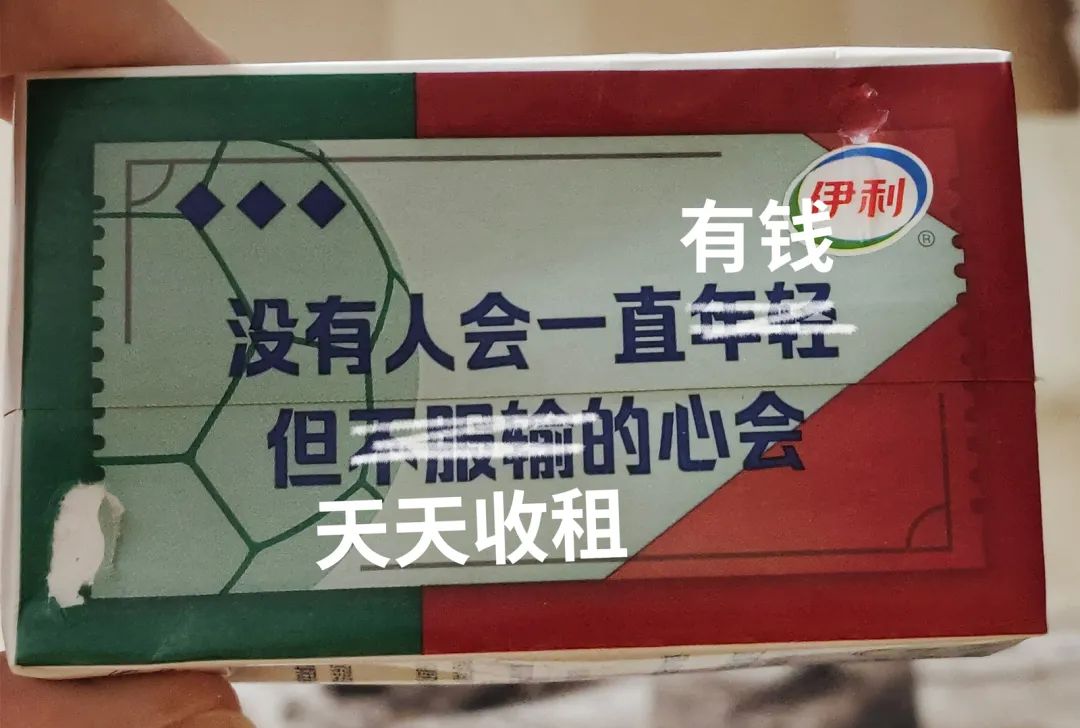 伊利
®
有钱
没有人会一直年轻
但不服输的心会
天天收租